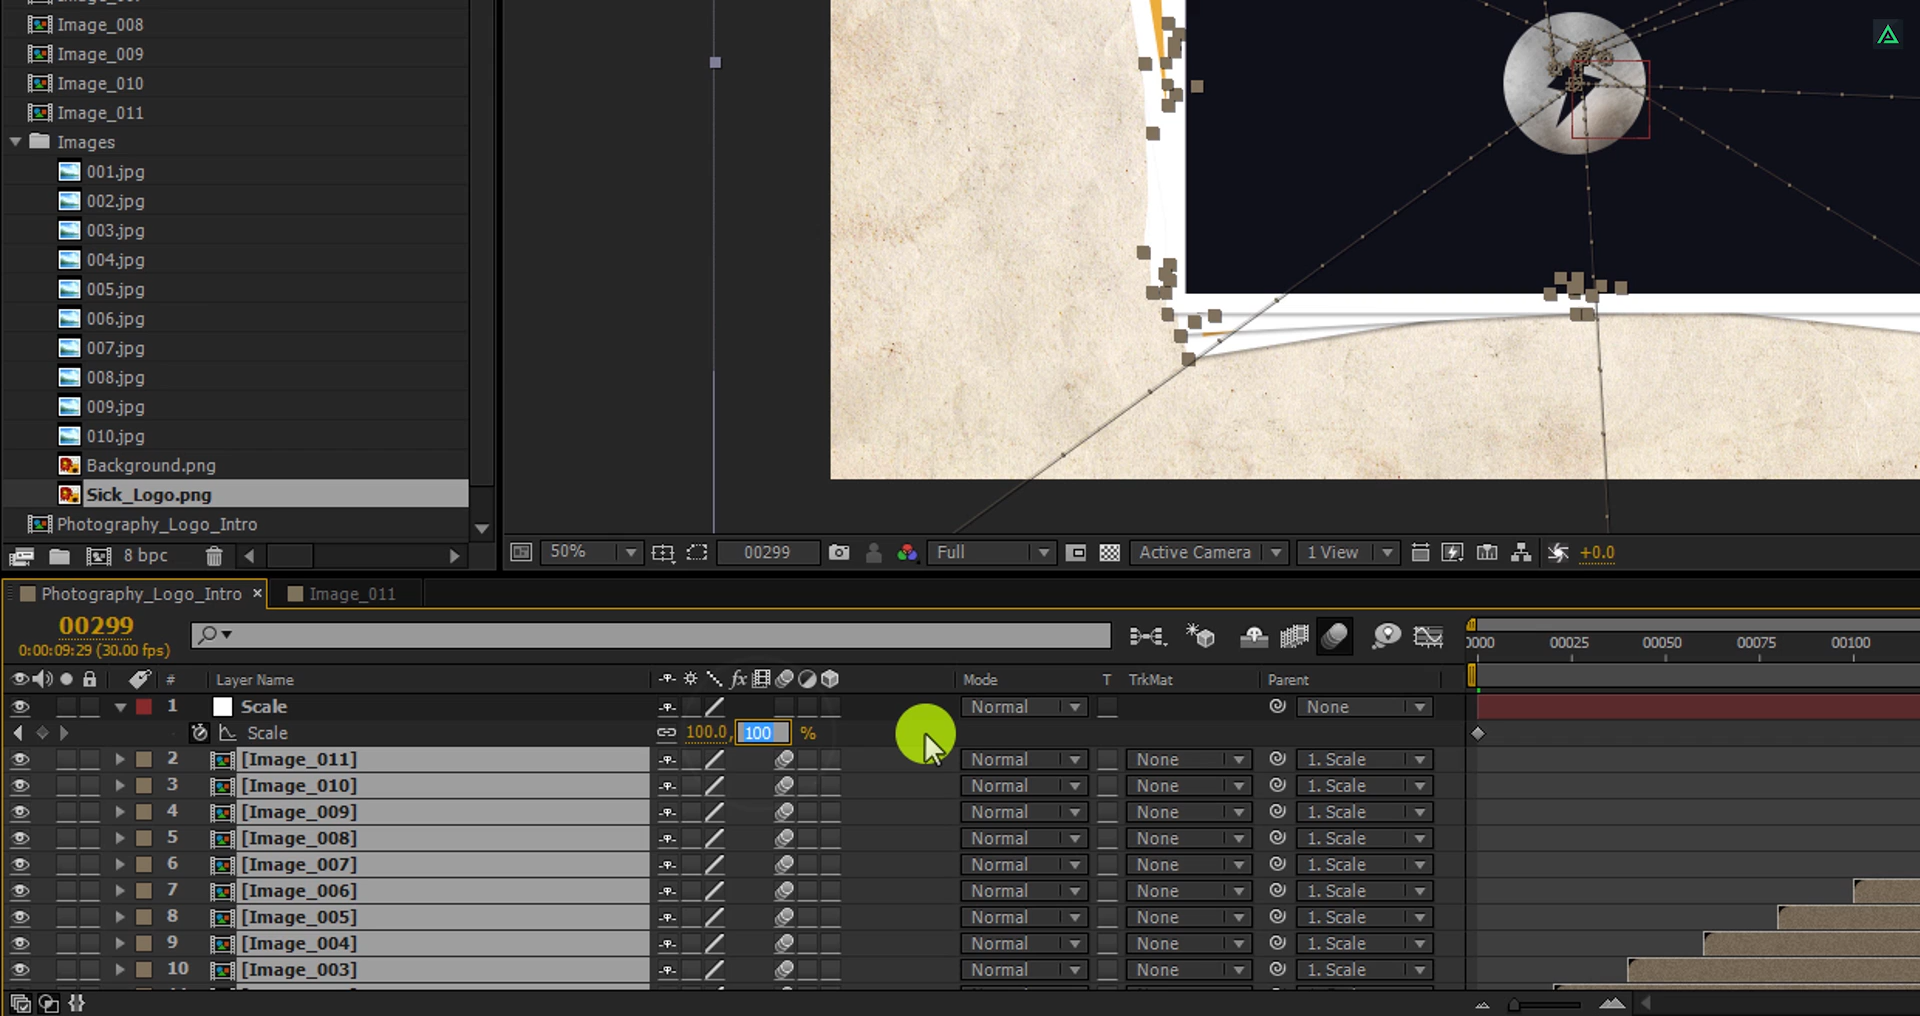 Image_008
Image_009
Image_010
Image_011
Images
001.jpg
002.jpg
003.jpg
004.jpg
005.jpg
006.jpg
007.jpg
008.jpg
009.jpg
010.jpg
Background.png
Sick_Logo.png
Photography_Logo_Intro
8 bpc
50% 00299 Full Active Camera 1 View +0.0
Photography_Logo_Intro × Image_011
00299
0:00:09:29 (30.00 fps)
0000 00025 00050 00075 00100
# Layer Name fx Mode T TrkMat Parent
1 Scale Normal None
Scale 100.0, 100 %
2 [Image_011] Normal None 1. Scale
3 [Image_010] Normal None 1. Scale
4 [Image_009] Normal None 1. Scale
5 [Image_008] Normal None 1. Scale
6 [Image_007] Normal None 1. Scale
7 [Image_006] Normal None 1. Scale
8 [Image_005] Normal None 1. Scale
9 [Image_004] Normal None 1. Scale
10 [Image_003] Normal None 1. Scale